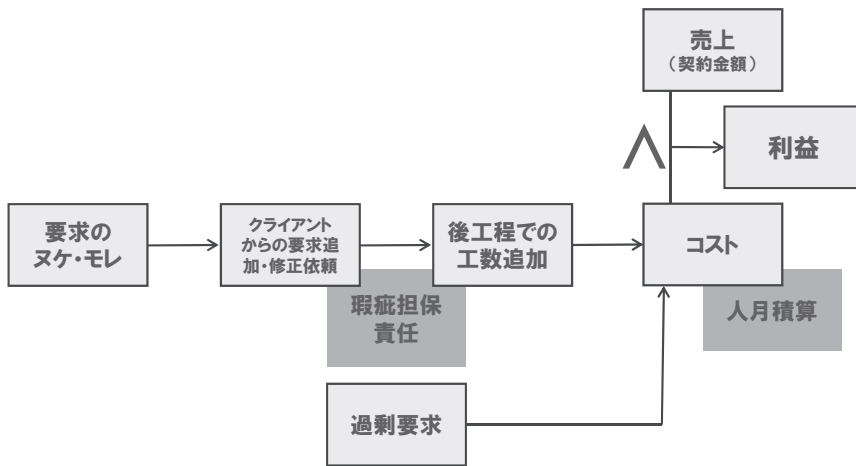 売上
(契約金額)
∧
利益
要求の
ヌケ・モレ
クライアント
からの要求追
加・修正依頼
後工程での
工数追加
コスト
瑕疵担保
責任
人月積算
過剰要求